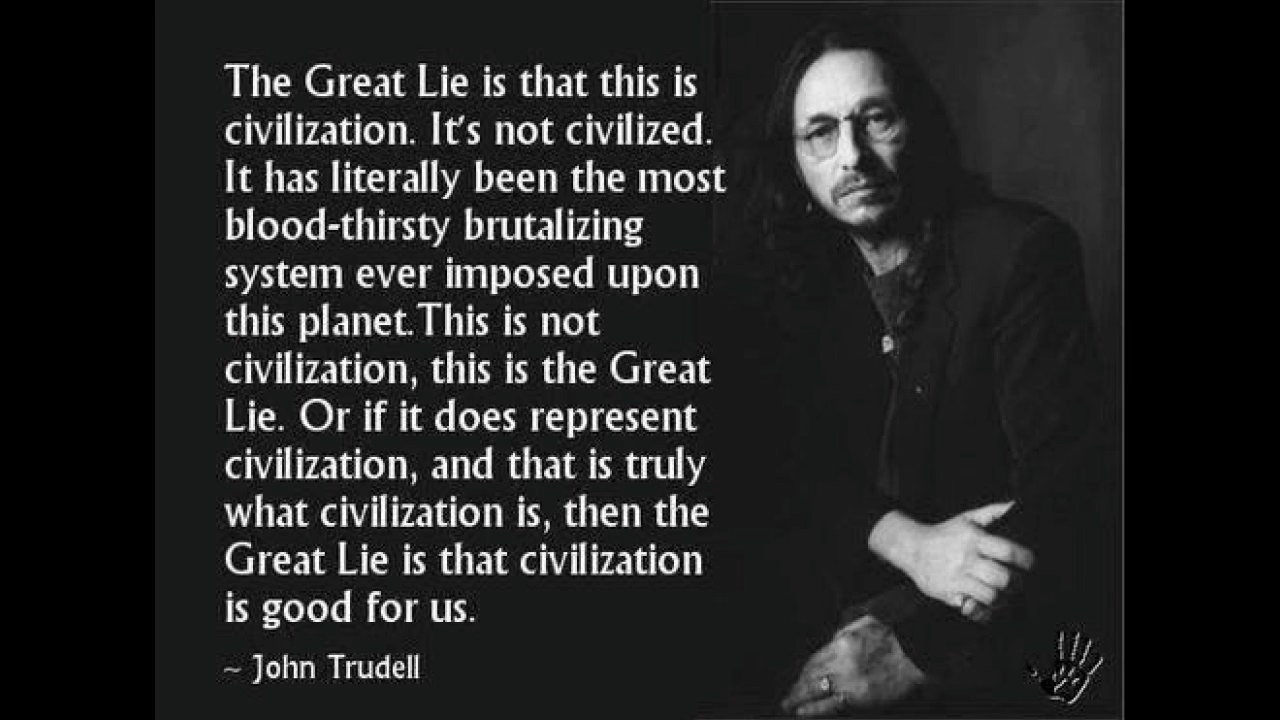 The Great Lie is that this is
civilization. It's not civilized.
It has literally been the most
blood-thirsty brutalizing
system ever imposed upon
this planet.This is not
civilization, this is the Great
Lie. Or if it does represent
civilization, and that is truly
what civilization is, then the
Great Lie is that civilization
is good for us.
~ John Trudell